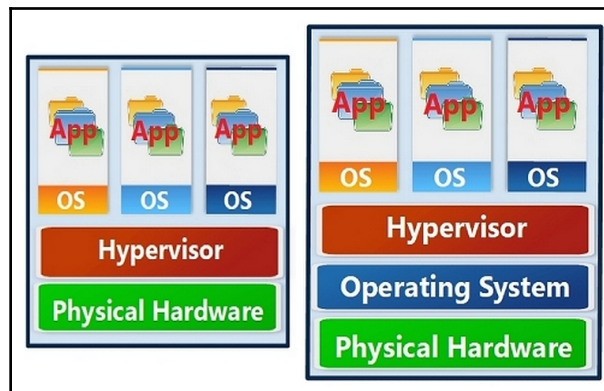 App App App
OS OS OS
Hypervisor
Physical Hardware
App App App
OS OS OS
Hypervisor
Operating System
Physical Hardware